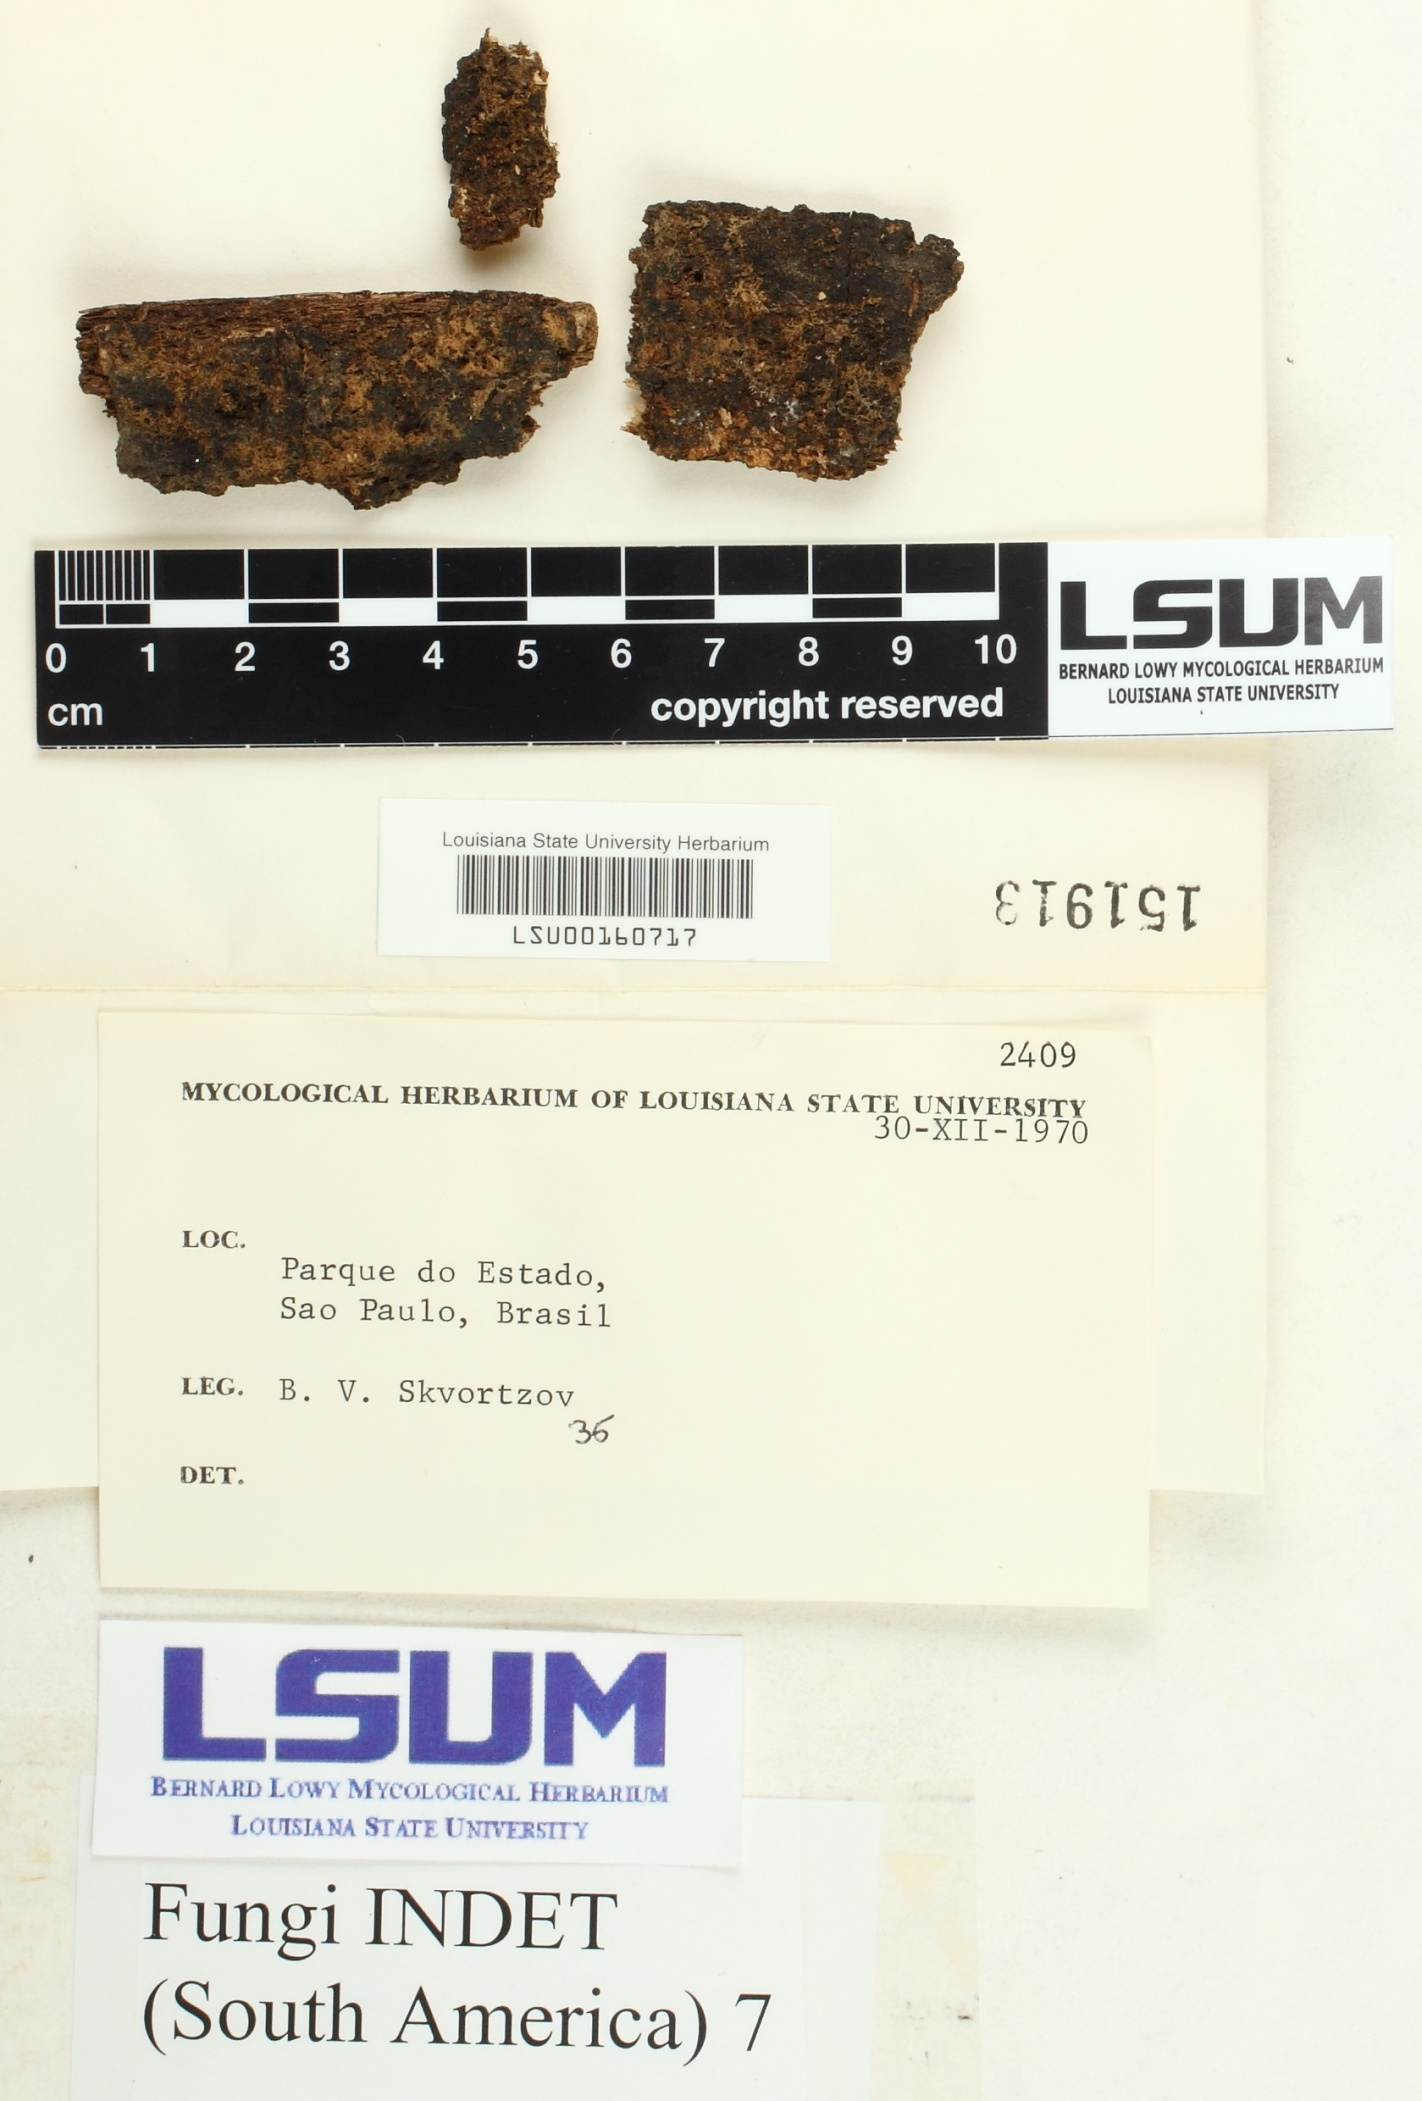 0 1 2 3 4 5 6 7 8 9 10
cm
copyright reserved
LSUM
BERNARD LOWY MYCOLOGICAL HERBARIUM
LOUISIANA STATE UNIVERSITY
Louisiana State University Herbarium
LSU00160717
151913
2409
MYCOLOGICAL HERBARIUM OF LOUISIANA STATE UNIVERSITY
30-XII-1970
LOC.
Parque do Estado,
Sao Paulo, Brasil
LEG. B. V. Skvortzov
36
DET.
LSUM
BERNARD LOWY MYCOLOGICAL HERBARIUM
LOUISIANA STATE UNIVERSITY
Fungi INDET
(South America) 7